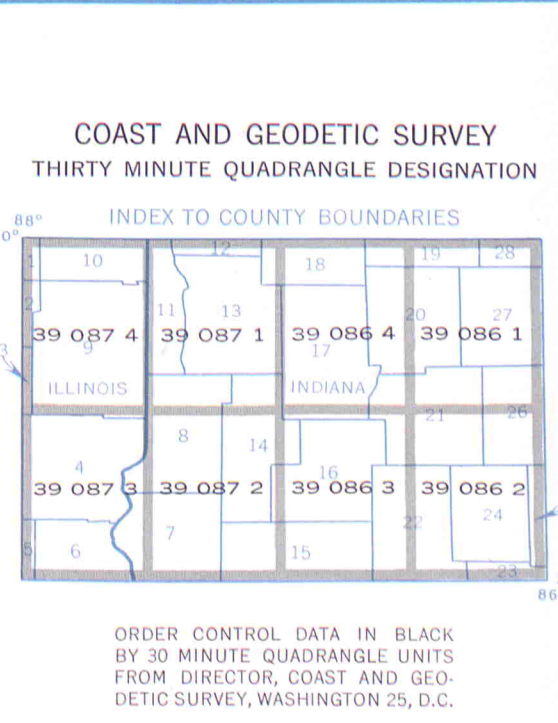 COAST AND GEODETIC SURVEY
THIRTY MINUTE QUADRANGLE DESIGNATION
88°
INDEX TO COUNTY BOUNDARIES
0°
12
19
28
1
10
18
2
11
13
20
27
39 087 4
39 087 1
39 086 4
39 086 1
3
9
17
ILLINOIS
INDIANA
21
26
8
14
4
16
39 087 3
39 087 2
39 086 3
39 086 2
24
22
7
5
6
15
23
86
ORDER CONTROL DATA IN BLACK
BY 30 MINUTE QUADRANGLE UNITS
FROM DIRECTOR, COAST AND GEO-
DETIC SURVEY, WASHINGTON 25, D.C.